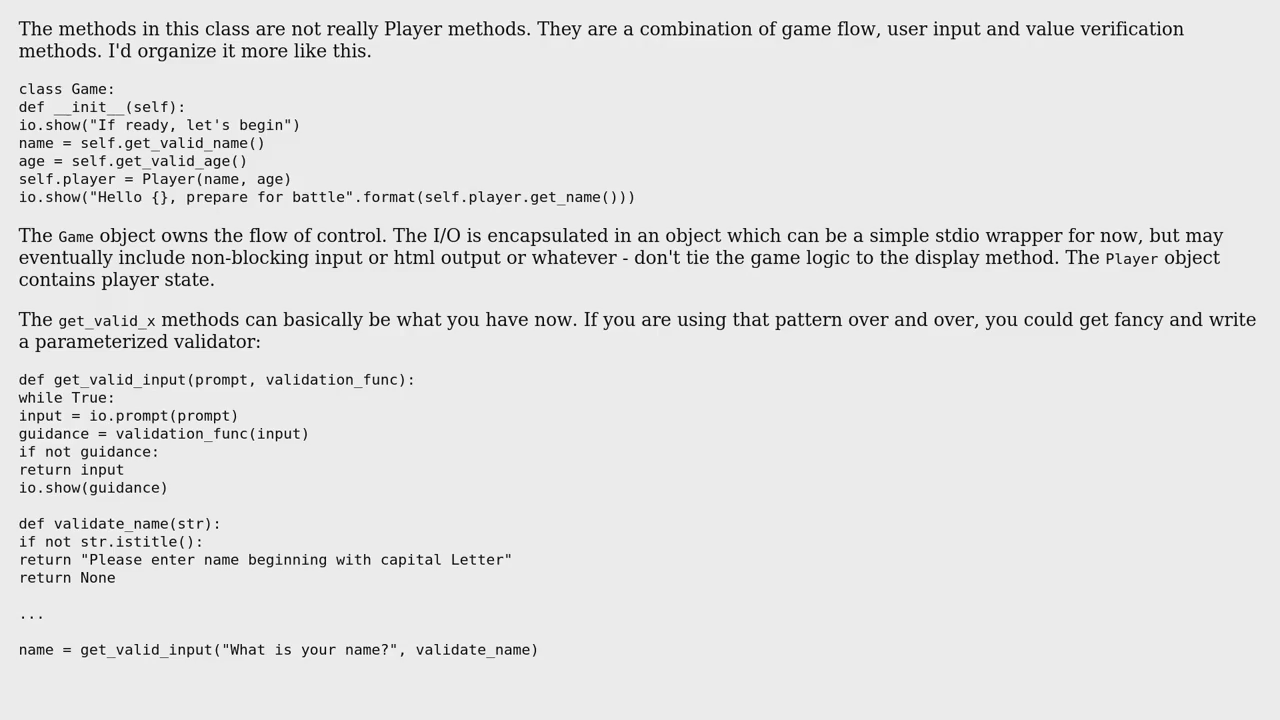 The methods in this class are not really Player methods. They are a combination of game flow, user input and value verification
methods. I'd organize it more like this.
class Game:
def __init__(self):
io.show("If ready, let's begin")
name = self.get_valid_name()
age = self.get_valid_age()
self.player = Player(name, age)
io.show("Hello {}, prepare for battle".format(self.player.get_name()))
The Game object owns the flow of control. The I/O is encapsulated in an object which can be a simple stdio wrapper for now, but may
eventually include non-blocking input or html output or whatever - don't tie the game logic to the display method. The Player object
contains player state.
The get_valid_x methods can basically be what you have now. If you are using that pattern over and over, you could get fancy and write
a parameterized validator:
def get_valid_input(prompt, validation_func):
while True:
input = io.prompt(prompt)
guidance = validation_func(input)
if not guidance:
return input
io.show(guidance)
def validate_name(str):
if not str.istitle():
return "Please enter name beginning with capital Letter"
return None
...
name = get_valid_input("What is your name?", validate_name)